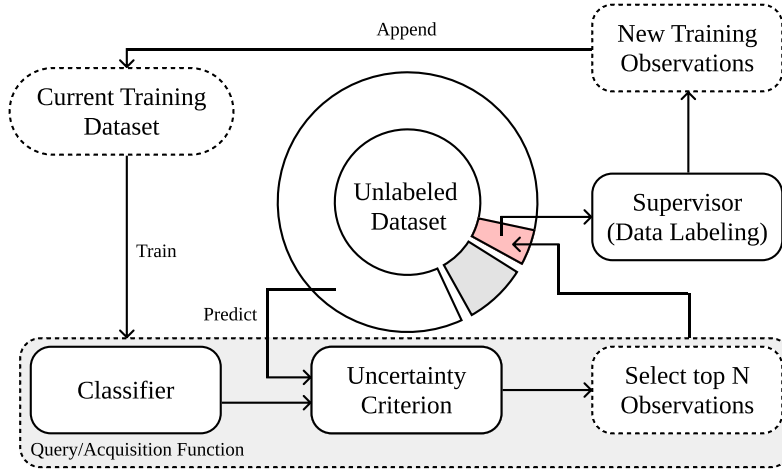 Append
New Training
Observations
Current Training
Dataset
Unlabeled
Dataset
Supervisor
(Data Labeling)
Train
Predict
Classifier
Uncertainty
Criterion
Select top N
Observations
Query/Acquisition Function